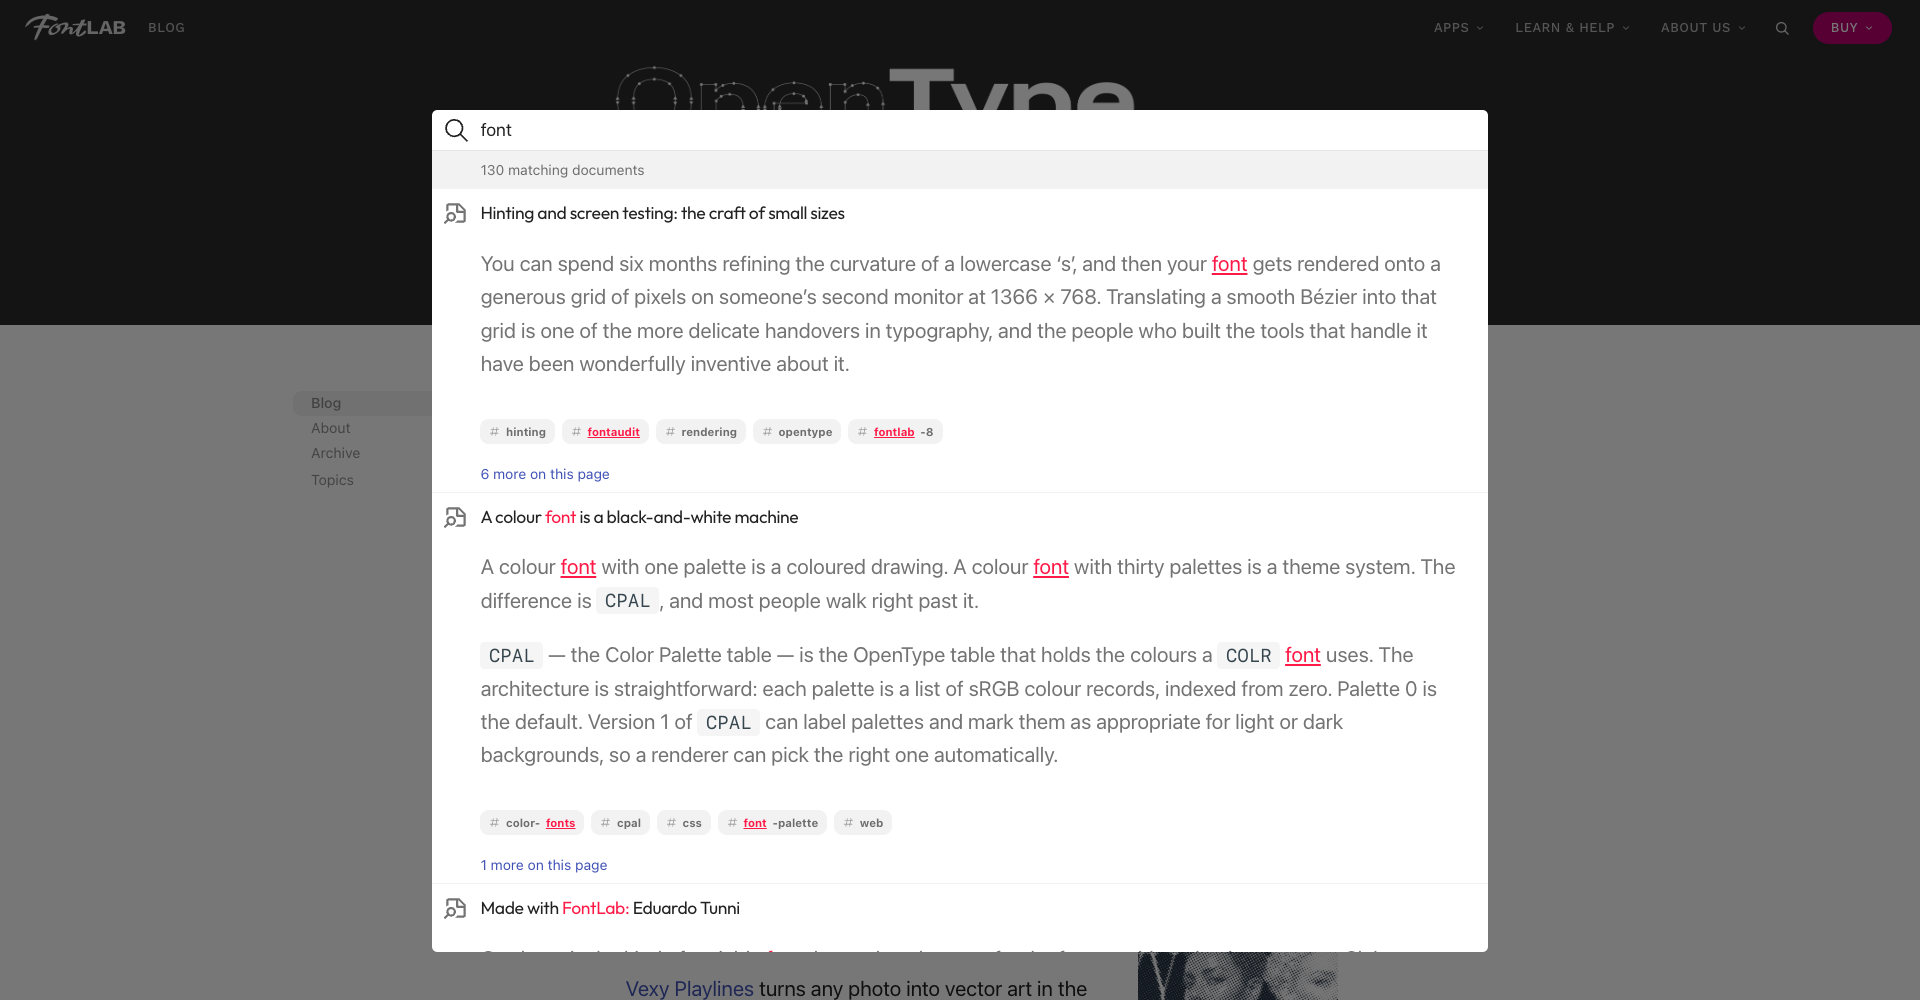 FontLAB BLOG APPS LEARN & HELP ABOUT US BUY
OpenType
font
130 matching documents
Hinting and screen testing: the craft of small sizes
You can spend six months refining the curvature of a lowercase ‘s’, and then your font gets rendered onto a
generous grid of pixels on someone’s second monitor at 1366 × 768. Translating a smooth Bézier into that
grid is one of the more delicate handovers in typography, and the people who built the tools that handle it
have been wonderfully inventive about it.
# hinting # fontaudit # rendering # opentype # fontlab -8
6 more on this page
A colour font is a black-and-white machine
A colour font with one palette is a coloured drawing. A colour font with thirty palettes is a theme system. The
difference is CPAL , and most people walk right past it.
CPAL — the Color Palette table — is the OpenType table that holds the colours a COLR font uses. The
architecture is straightforward: each palette is a list of sRGB colour records, indexed from zero. Palette 0 is
the default. Version 1 of CPAL can label palettes and mark them as appropriate for light or dark
backgrounds, so a renderer can pick the right one automatically.
# color- fonts # cpal # css # font -palette # web
1 more on this page
Made with FontLab: Eduardo Tunni
Blog
About
Archive
Topics
Vexy Playlines turns any photo into vector art in the